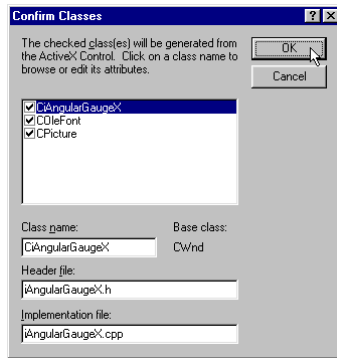 Confirm Classes
The checked class(es) will be generated from
the ActiveX Control. Click on a class name to
browse or edit its attributes.
OK
Cancel
CiAngularGaugeX
COleFont
CPicture
Class name:
Base class:
CiAngularGaugeX
CWnd
Header file:
iAngularGaugeX.h
Implementation file:
iAngularGaugeX.cpp